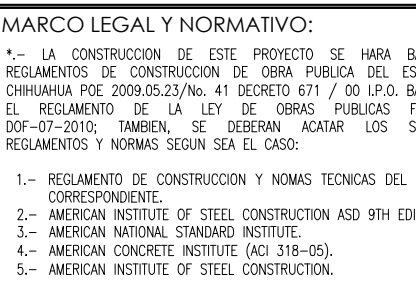 MARCO LEGAL Y NORMATIVO:
*.– LA CONSTRUCCION DE ESTE PROYECTO SE HARA BA
REGLAMENTOS DE CONSTRUCCION DE OBRA PUBLICA DEL ES
CHIHUAHUA POE 2009.05.23/No. 41 DECRETO 671 / 00 I.P.O. BA
EL REGLAMENTO DE LA LEY DE OBRAS PUBLICAS F
DOF–07–2010; TAMBIEN, SE DEBERAN ACATAR LOS S
REGLAMENTOS Y NORMAS SEGUN SEA EL CASO:
1.– REGLAMENTO DE CONSTRUCCION Y NOMAS TECNICAS DEL
CORRESPONDIENTE.
2.– AMERICAN INSTITUTE OF STEEL CONSTRUCTION ASD 9TH EDI
3.– AMERICAN NATIONAL STANDARD INSTITUTE.
4.– AMERICAN CONCRETE INSTITUTE (ACI 318–05).
5.– AMERICAN INSTITUTE OF STEEL CONSTRUCTION.